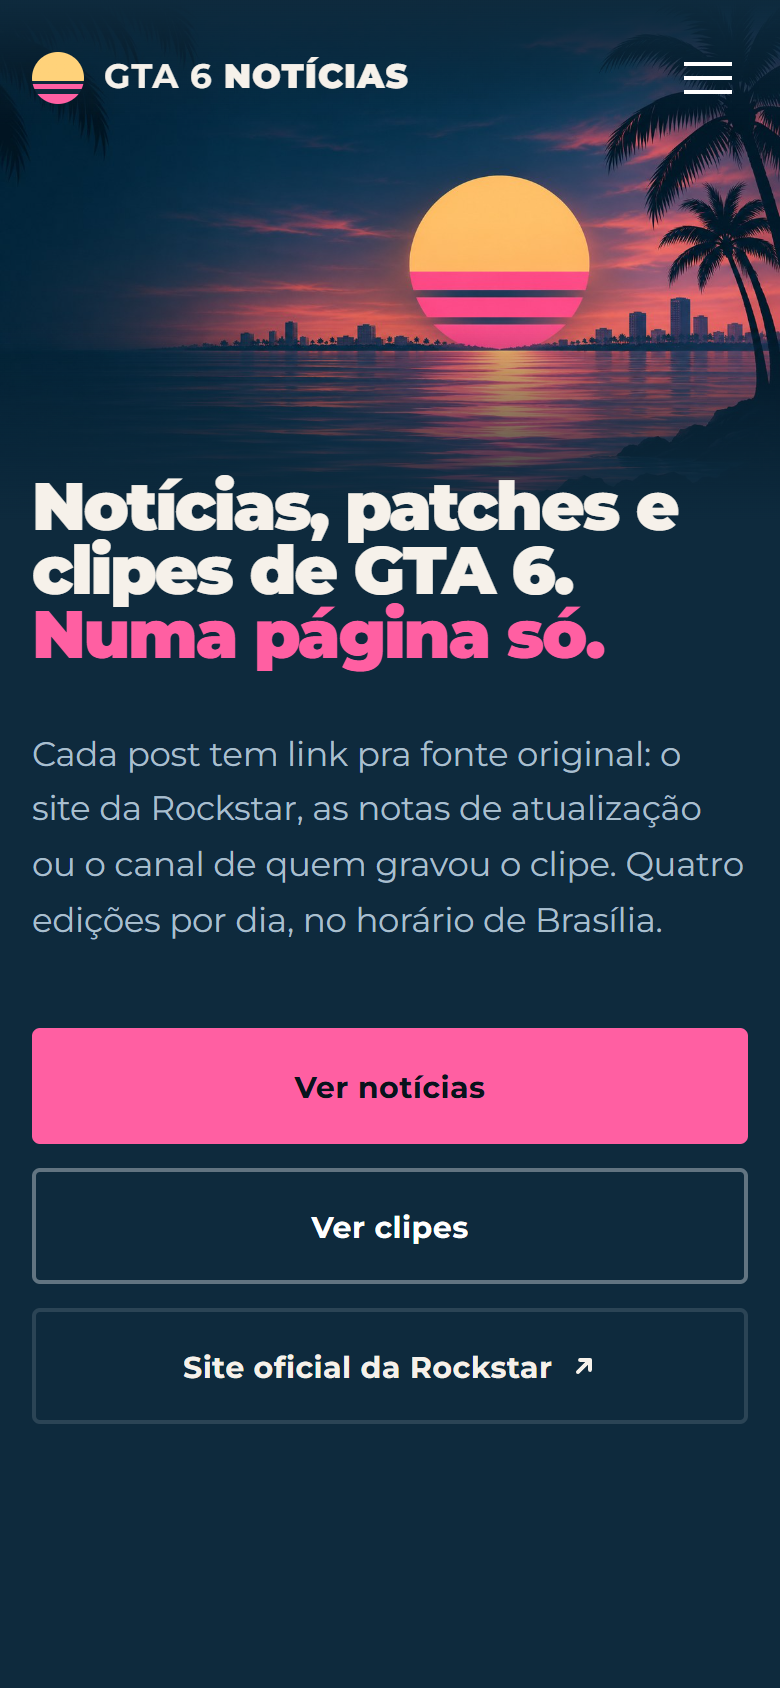 GTA 6 NOTÍCIAS
Notícias, patches e
clipes de GTA 6.
Numa página só.
Cada post tem link pra fonte original: o
site da Rockstar, as notas de atualização
ou o canal de quem gravou o clipe. Quatro
edições por dia, no horário de Brasília.
Ver notícias
Ver clipes
Site oficial da Rockstar